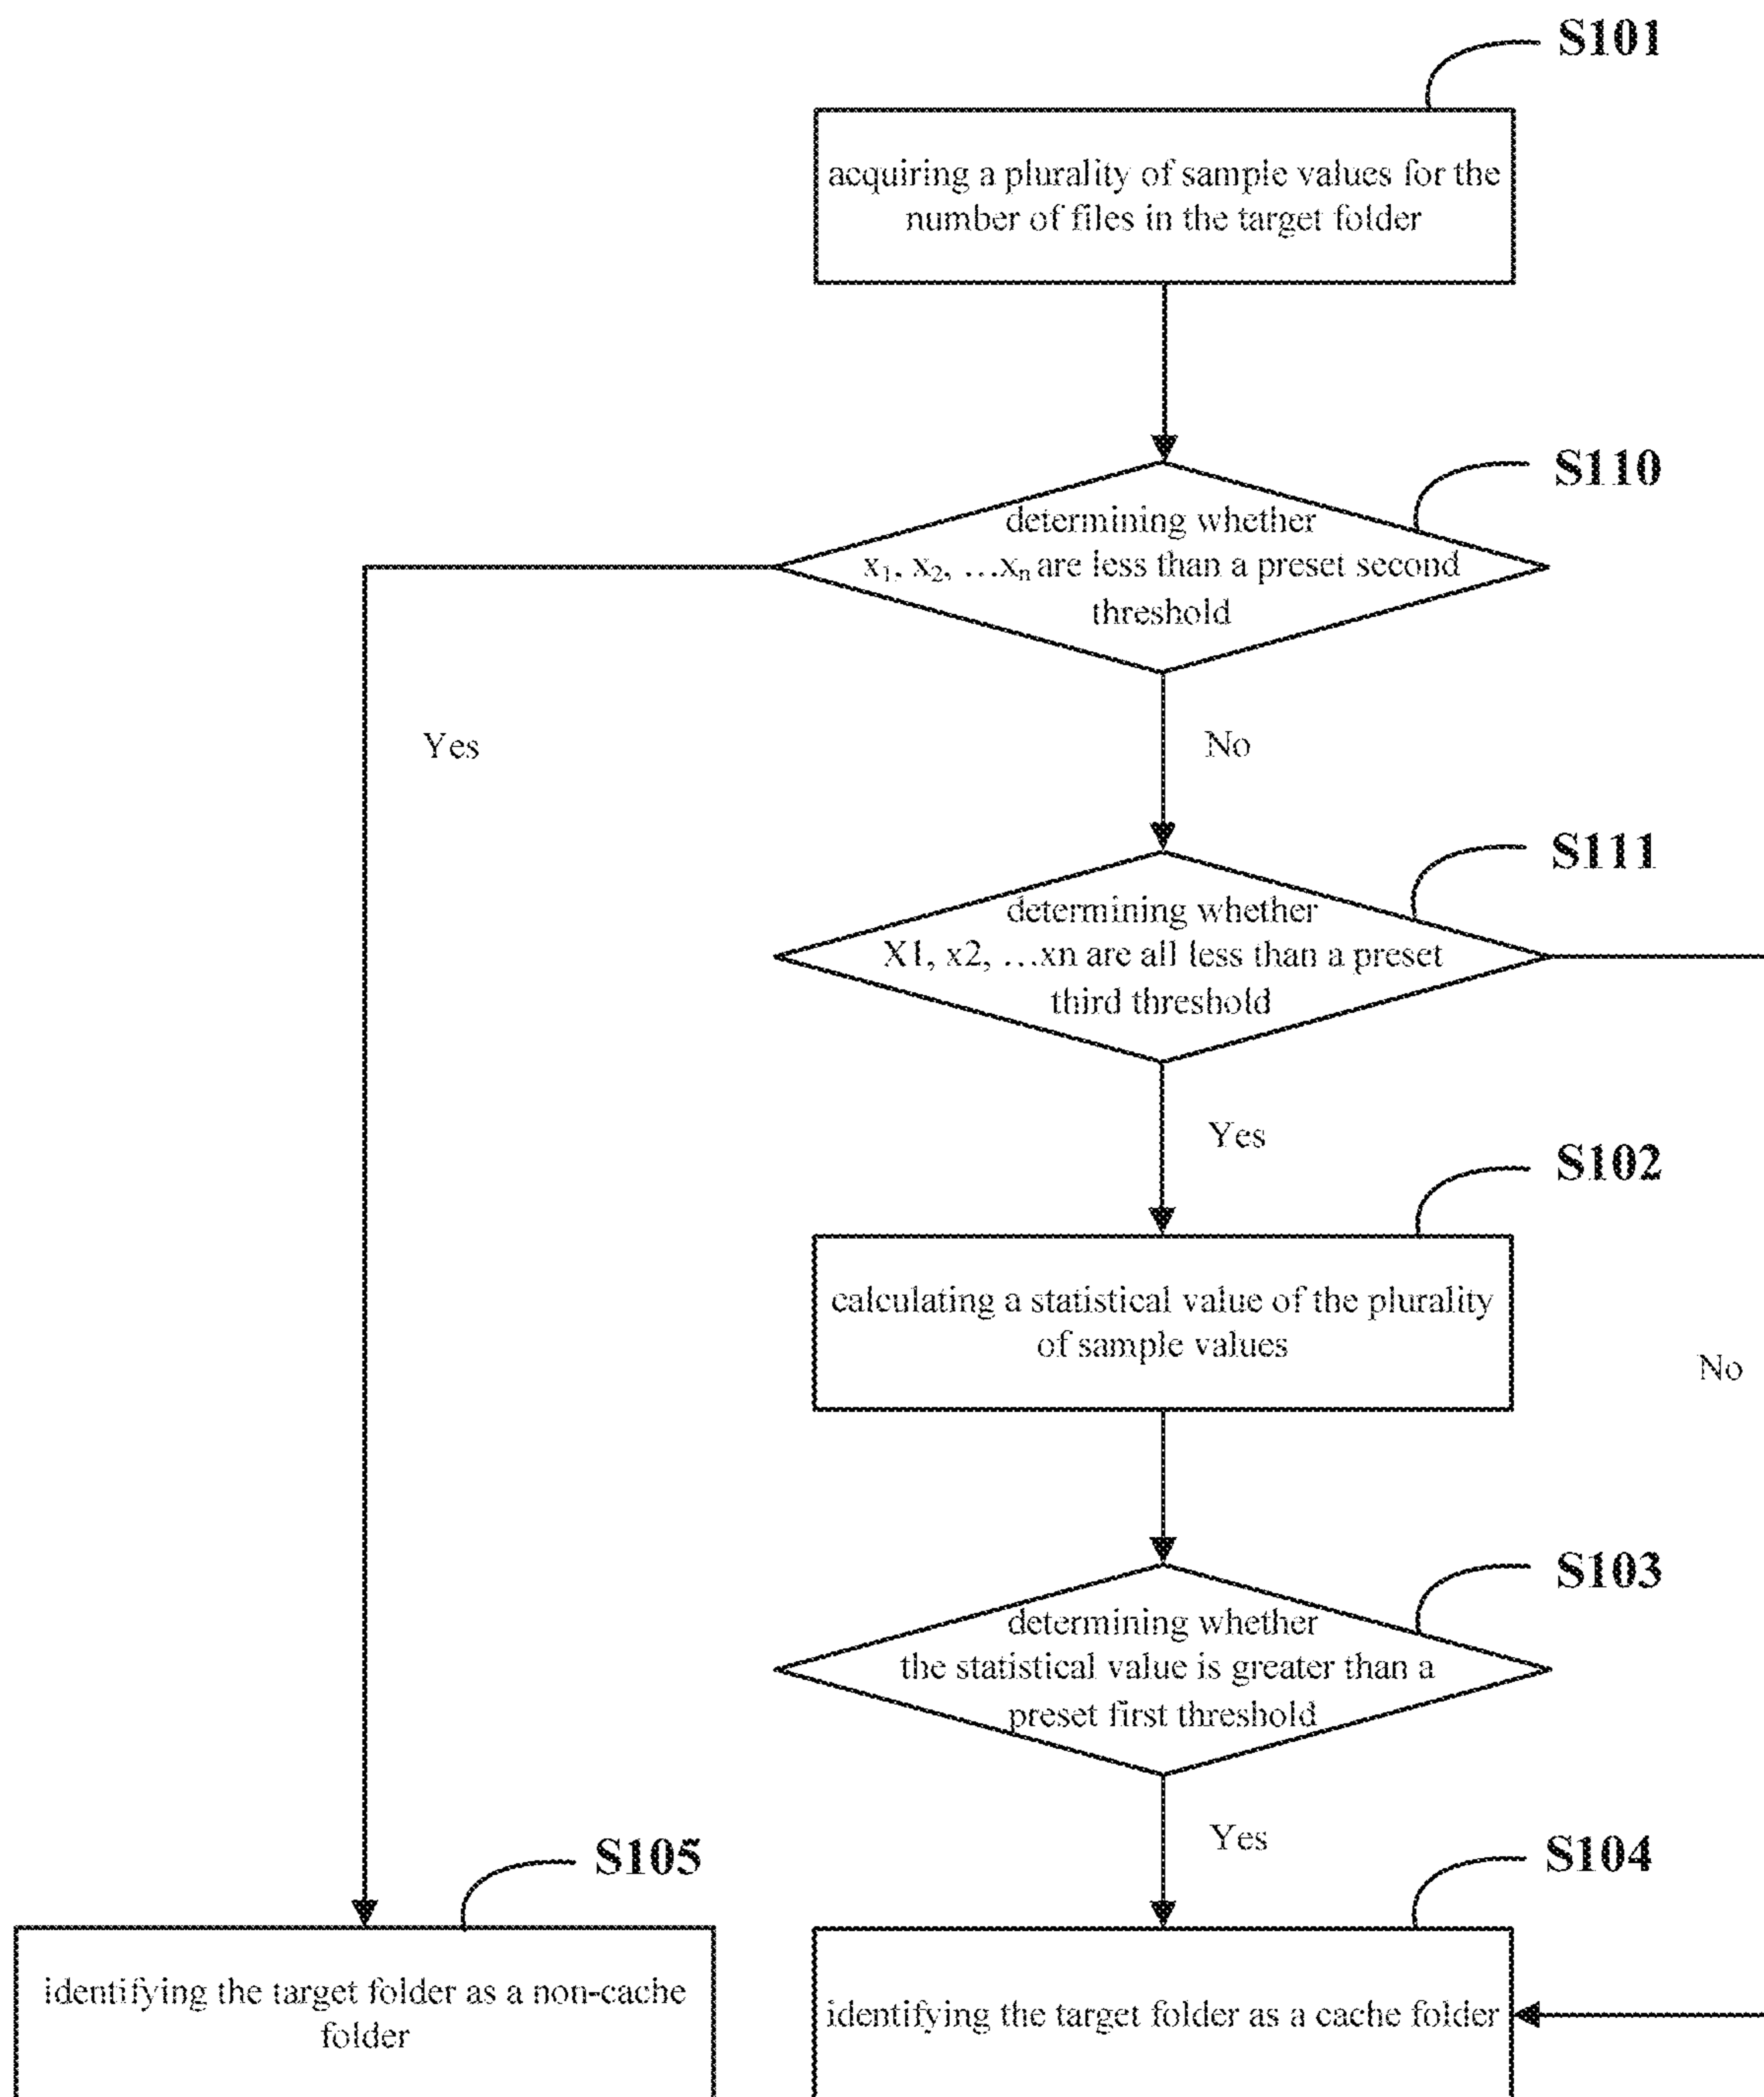 S101
acquiring a plurality of sample values for the
number of files in the target folder
S110
determining whether
x₁, x₂, …xₙ are less than a preset second
threshold
Yes
No
S111
determining whether
X1, x2, …xn are all less than a preset
third threshold
Yes
S102
calculating a statistical value of the plurality
of sample values
No
S103
determining whether
the statistical value is greater than a
preset first threshold
Yes
S105
S104
identifying the target folder as a non-cache
folder
identifying the target folder as a cache folder